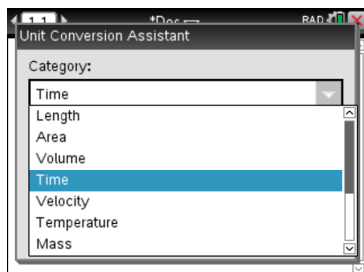 1.1 *Doc RAD
Unit Conversion Assistant
Category:
Time
Length
Area
Volume
Time
Velocity
Temperature
Mass